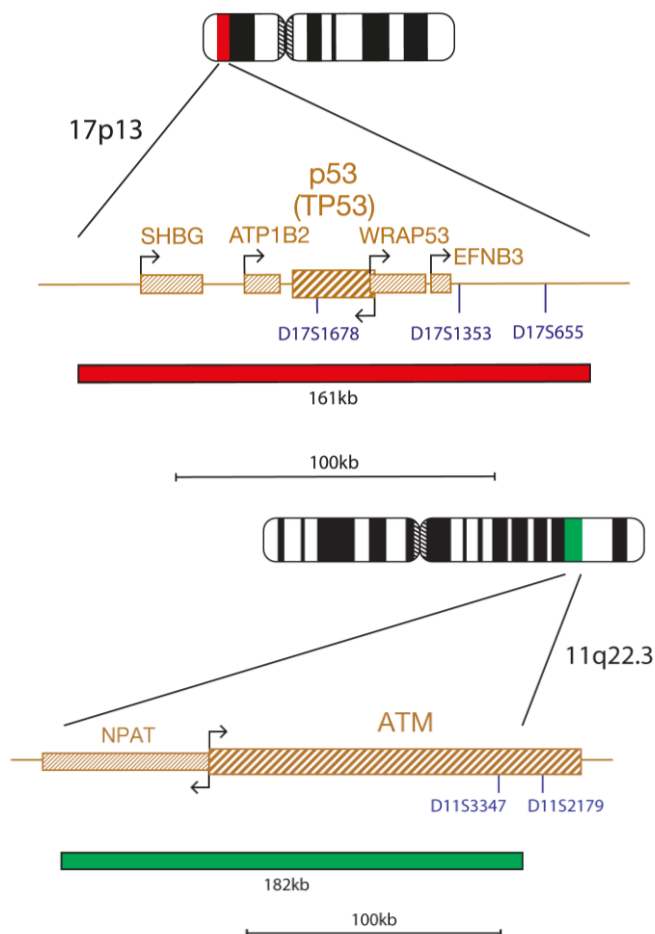 17p13
p53
(TP53)
SHBG
ATP1B2
WRAP53
EFNB3
D17S1678
D17S1353
D17S655
161kb
100kb
11q22.3
NPAT
ATM
D11S3347
D11S2179
182kb
100kb